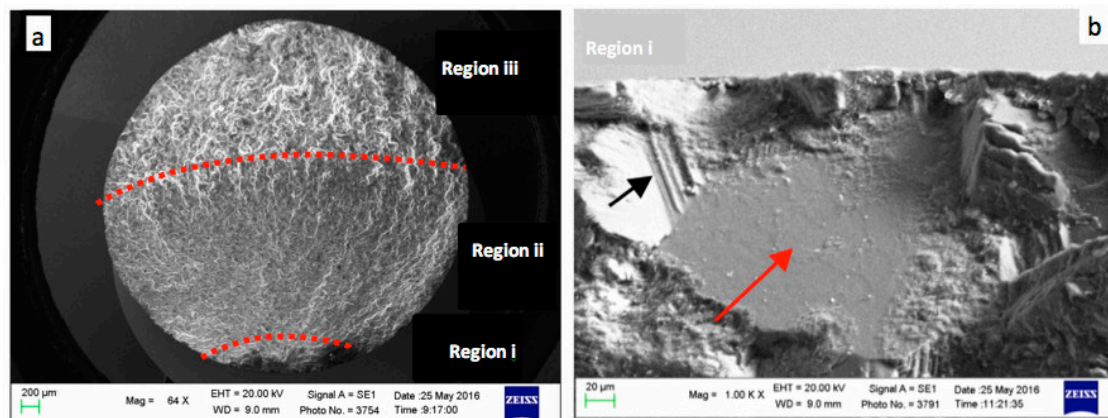 a
Region iii
Region ii
Region i
200 µm
Mag = 64 X
EHT = 20.00 kV
WD = 9.0 mm
Signal A = SE1
Photo No. = 3754
Date :25 May 2016
Time :9:17:00
ZEISS
Region i
b
20 µm
Mag = 1.00 K X
EHT = 20.00 kV
WD = 9.0 mm
Signal A = SE1
Photo No. = 3791
Date :25 May 2016
Time :11:21:35
ZEISS